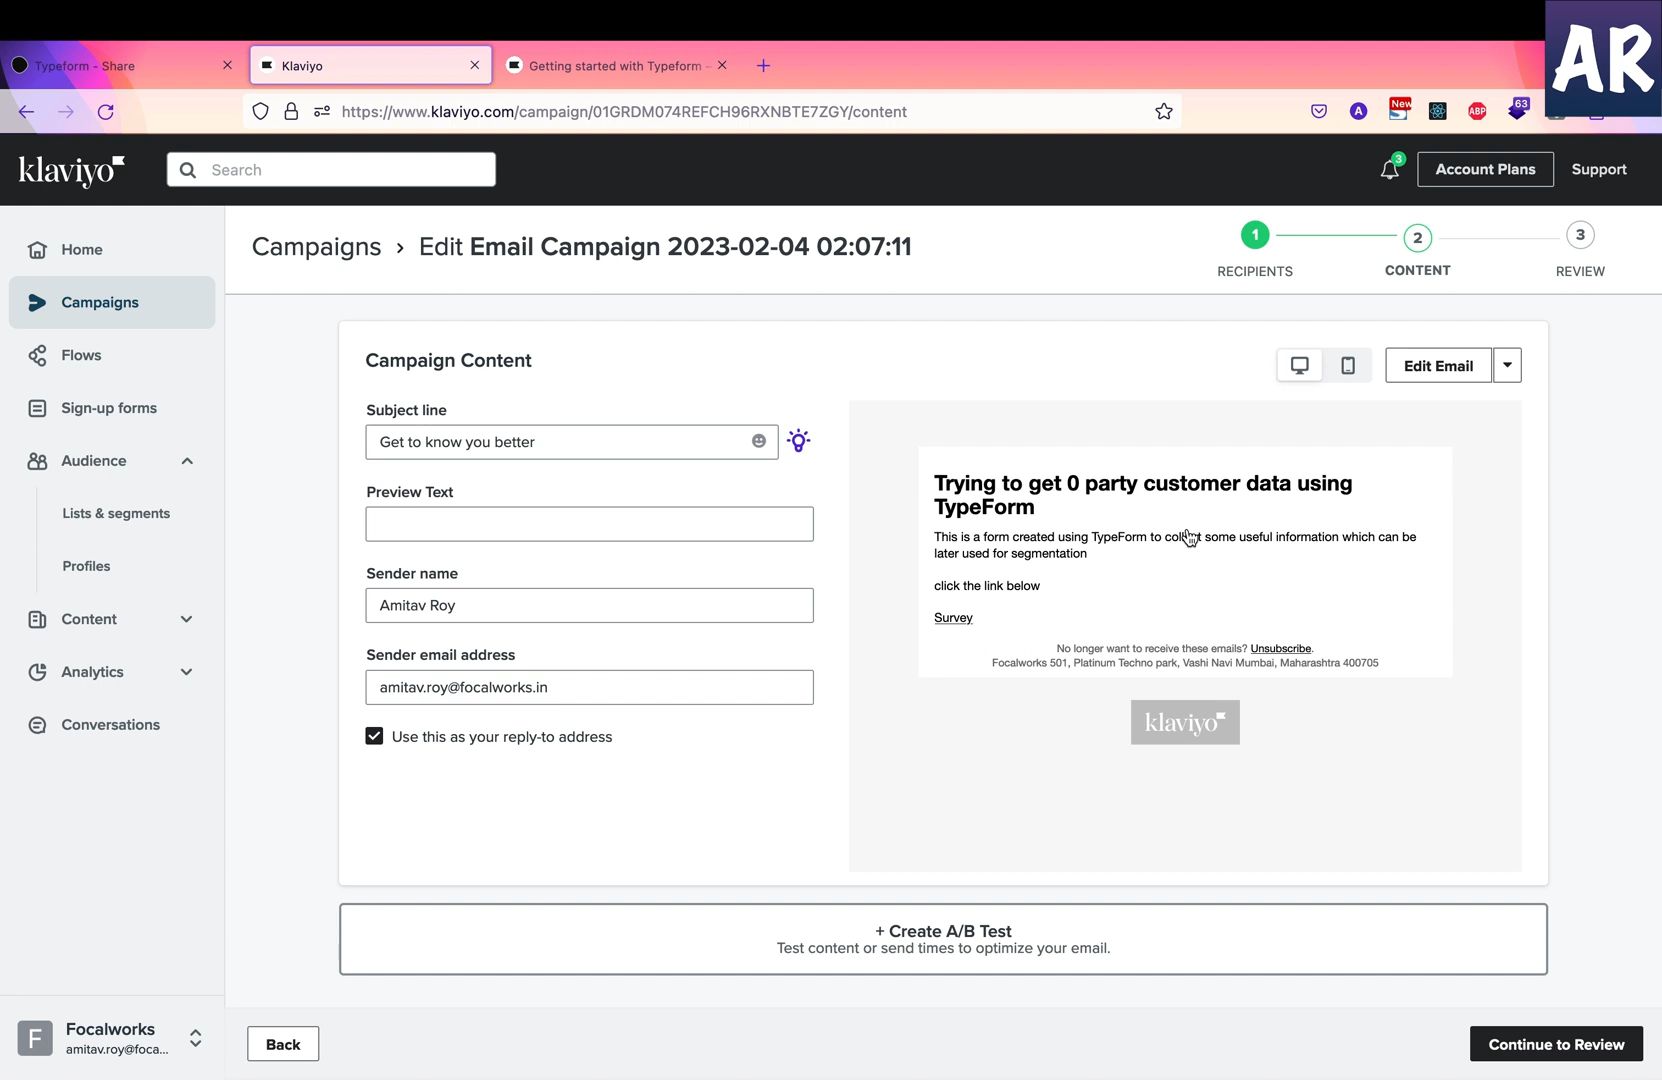 AR
Typeform - Share
Klaviyo
Getting started with Typeform -
https://www.klaviyo.com/campaign/01GRDM074REFCH96RXNBTE7ZGY/content
A
New
S
ABP
63
klaviyo
Search
3
Account Plans
Support
Home
Campaigns
Flows
Sign-up forms
Audience
Lists & segments
Profiles
Content
Analytics
Conversations
Campaigns › Edit Email Campaign 2023-02-04 02:07:11
1
2
3
RECIPIENTS
CONTENT
REVIEW
Campaign Content
Edit Email
Subject line
Get to know you better
Preview Text
Sender name
Amitav Roy
Sender email address
amitav.roy@focalworks.in
Use this as your reply-to address
Trying to get 0 party customer data using
TypeForm
This is a form created using TypeForm to collect some useful information which can be
later used for segmentation
click the link below
Survey
No longer want to receive these emails? Unsubscribe.
Focalworks 501, Platinum Techno park, Vashi Navi Mumbai, Maharashtra 400705
klaviyo
+ Create A/B Test
Test content or send times to optimize your email.
F
Focalworks
amitav.roy@foca...
Back
Continue to Review